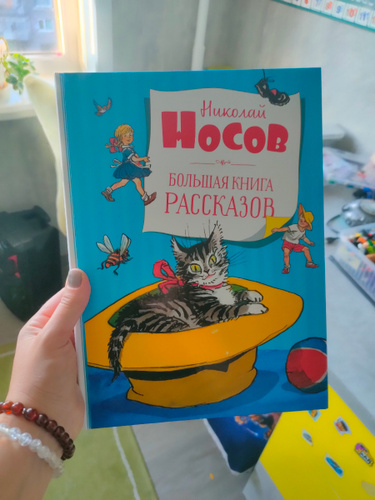 Николай
Носов
Большая книга
рассказов